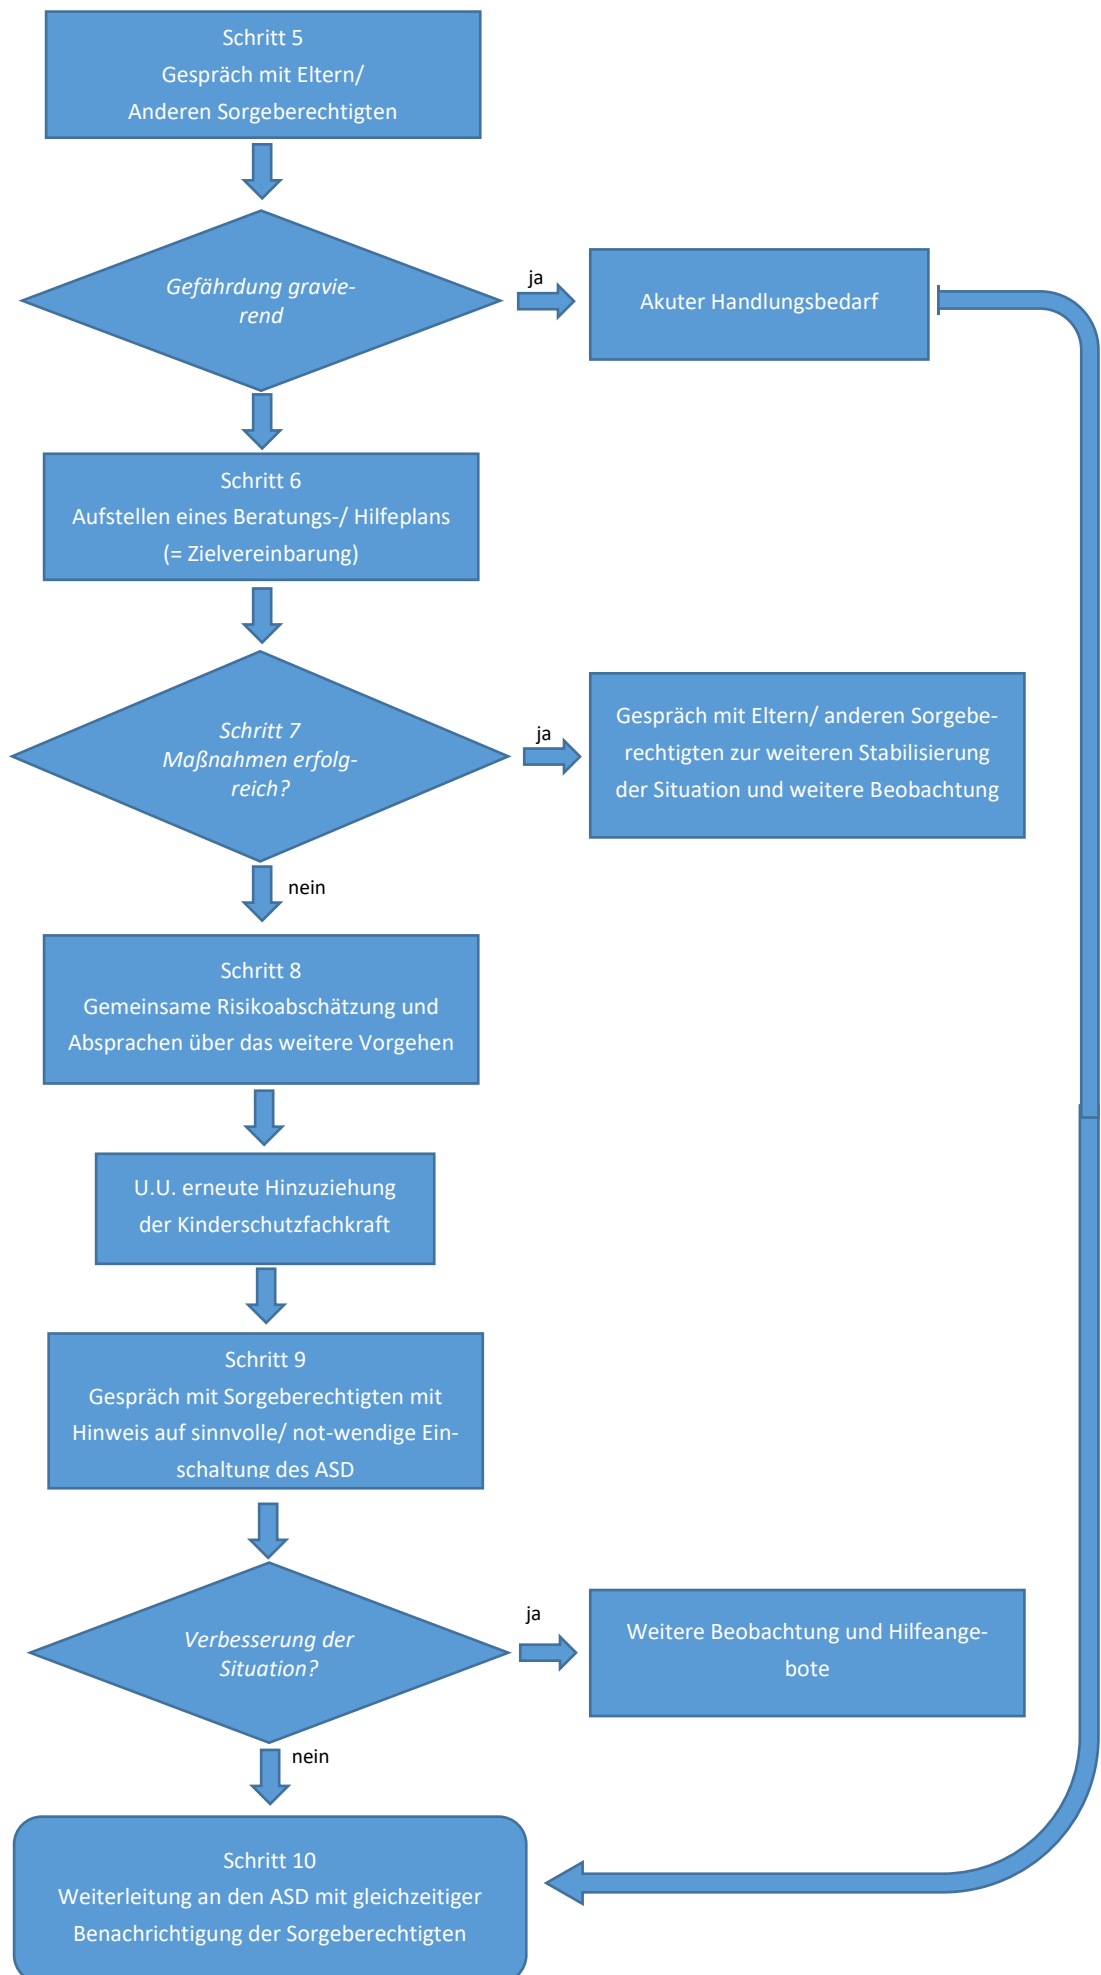 Schritt 5
Gespräch mit Eltern/
Anderen Sorgeberechtigten
Gefährdung gravie-
rend
ja
Akuter Handlungsbedarf
Schritt 6
Aufstellen eines Beratungs-/ Hilfeplans
(= Zielvereinbarung)
Schritt 7
Maßnahmen erfolg-
reich?
ja
Gespräch mit Eltern/ anderen Sorgebe-
rechtigten zur weiteren Stabilisierung
der Situation und weitere Beobachtung
nein
Schritt 8
Gemeinsame Risikoabschätzung und
Absprachen über das weitere Vorgehen
U.U. erneute Hinzuziehung
der Kinderschutzfachkraft
Schritt 9
Gespräch mit Sorgeberechtigten mit
Hinweis auf sinnvolle/ not-wendige Ein-
schaltung des ASD
Verbesserung der
Situation?
ja
Weitere Beobachtung und Hilfeange-
bote
nein
Schritt 10
Weiterleitung an den ASD mit gleichzeitiger
Benachrichtigung der Sorgeberechtigten